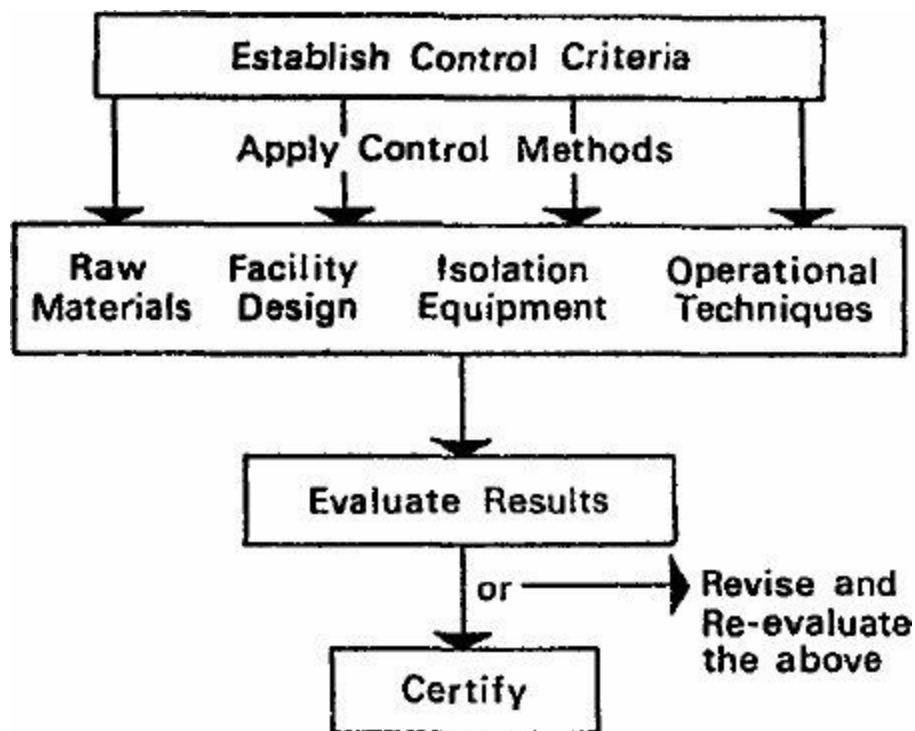 Establish Control Criteria
Apply Control Methods
Raw Materials
Facility Design
Isolation Equipment
Operational Techniques
Evaluate Results
or
Revise and
Re-evaluate
the above
Certify